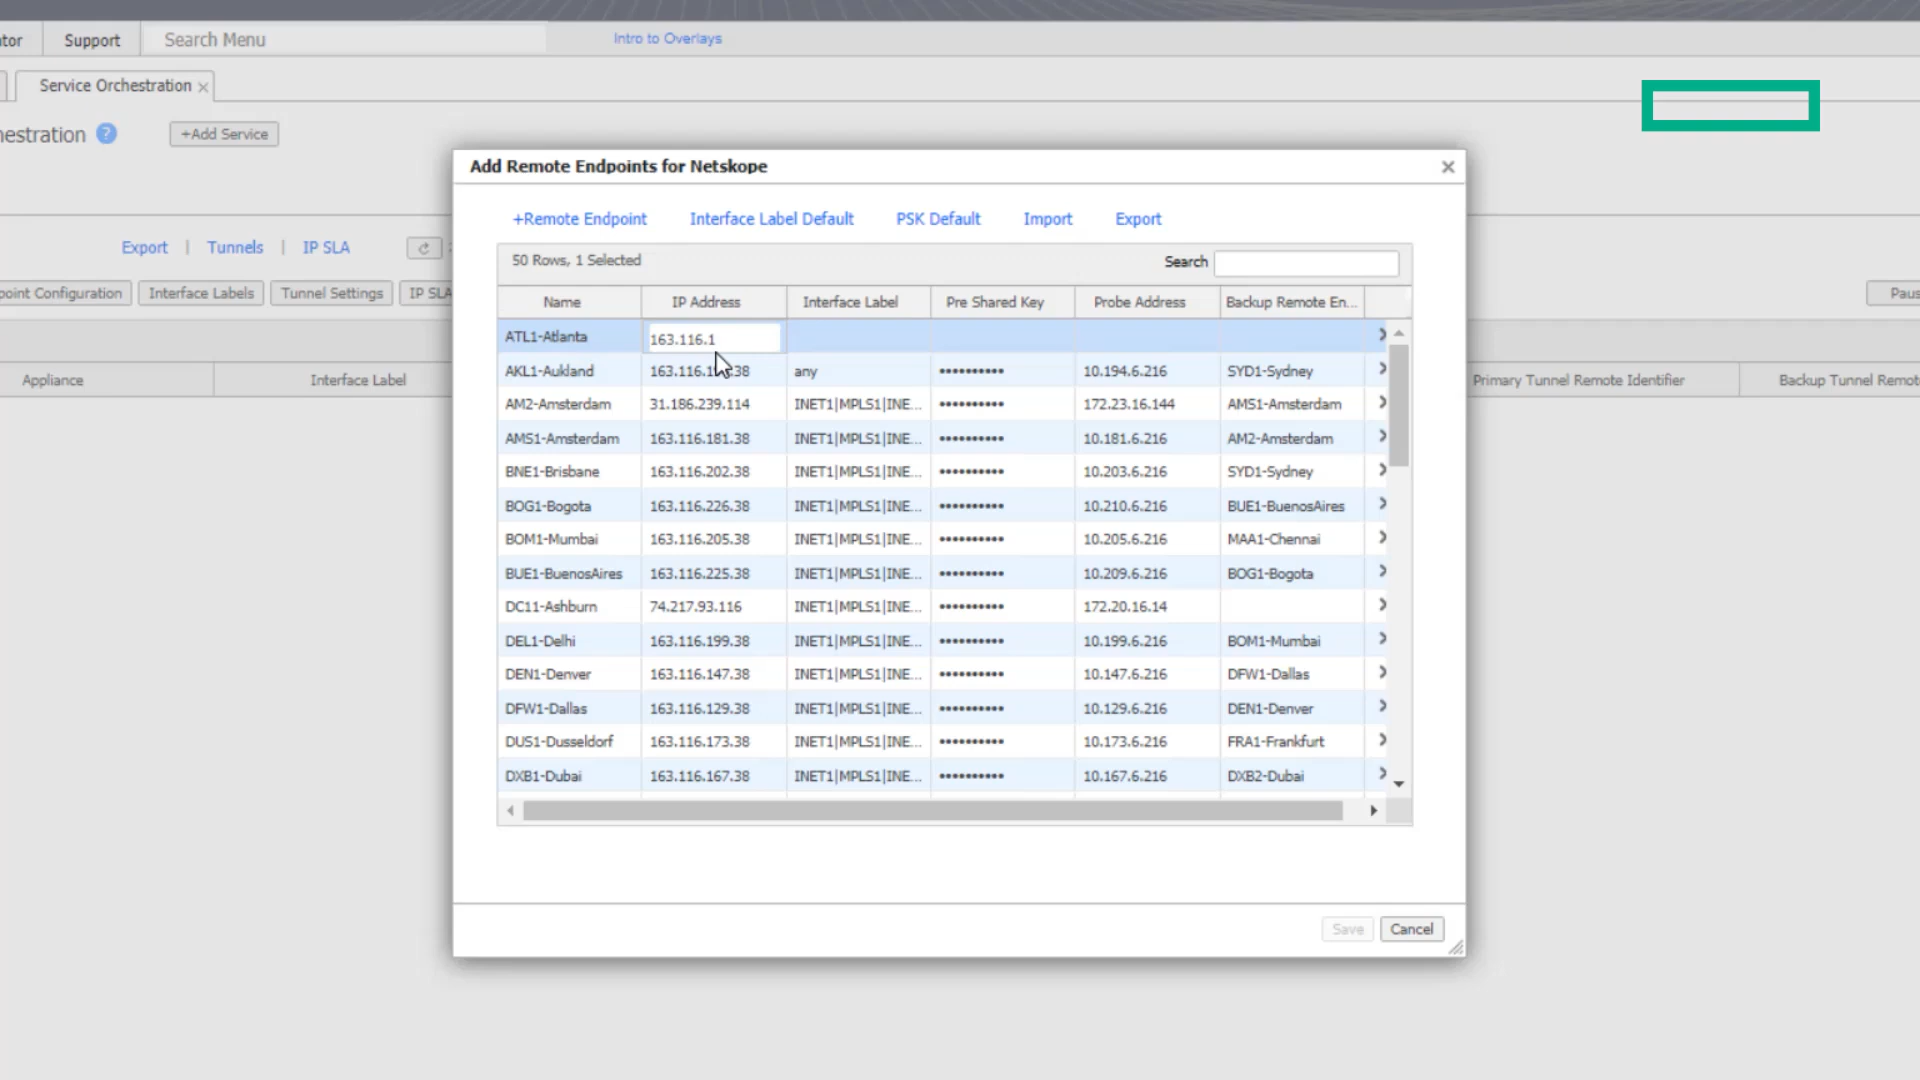 Support
Search Menu
Intro to Overlays
Service Orchestration
+Add Service
Export | Tunnels | IP SLA
Interface Labels
Tunnel Settings
IP SLA
Configuration
Appliance
Interface Label
Primary Tunnel Remote Identifier
Backup Tunnel
Add Remote Endpoints for Netskope
+Remote Endpoint Interface Label Default PSK Default Import Export
50 Rows, 1 Selected Search
Name IP Address Interface Label Pre Shared Key Probe Address Backup Remote En...
ATL1-Atlanta 163.116.1
AKL1-Aukland any •••••••••• 10.194.6.216 SYD1-Sydney
AM2-Amsterdam 31.186.239.114 INET1|MPLS1|INE... •••••••••• 172.23.16.144 AMS1-Amsterdam
AMS1-Amsterdam 163.116.181.38 INET1|MPLS1|INE... •••••••••• 10.181.6.216 AM2-Amsterdam
BNE1-Brisbane 163.116.202.38 INET1|MPLS1|INE... •••••••••• 10.203.6.216 SYD1-Sydney
BOG1-Bogota 163.116.226.38 INET1|MPLS1|INE... •••••••••• 10.210.6.216 BUE1-BuenosAires
BOM1-Mumbai 163.116.205.38 INET1|MPLS1|INE... •••••••••• 10.205.6.216 MAA1-Chennai
BUE1-BuenosAires 163.116.225.38 INET1|MPLS1|INE... •••••••••• 10.209.6.216 BOG1-Bogota
DC11-Ashburn 74.217.93.116 INET1|MPLS1|INE... •••••••••• 172.20.16.14
DEL1-Delhi 163.116.199.38 INET1|MPLS1|INE... •••••••••• 10.199.6.216 BOM1-Mumbai
DEN1-Denver 163.116.147.38 INET1|MPLS1|INE... •••••••••• 10.147.6.216 DFW1-Dallas
DFW1-Dallas 163.116.129.38 INET1|MPLS1|INE... •••••••••• 10.129.6.216 DEN1-Denver
DUS1-Dusseldorf 163.116.173.38 INET1|MPLS1|INE... •••••••••• 10.173.6.216 FRA1-Frankfurt
DXB1-Dubai 163.116.167.38 INET1|MPLS1|INE... •••••••••• 10.167.6.216 DXB2-Dubai
Save Cancel